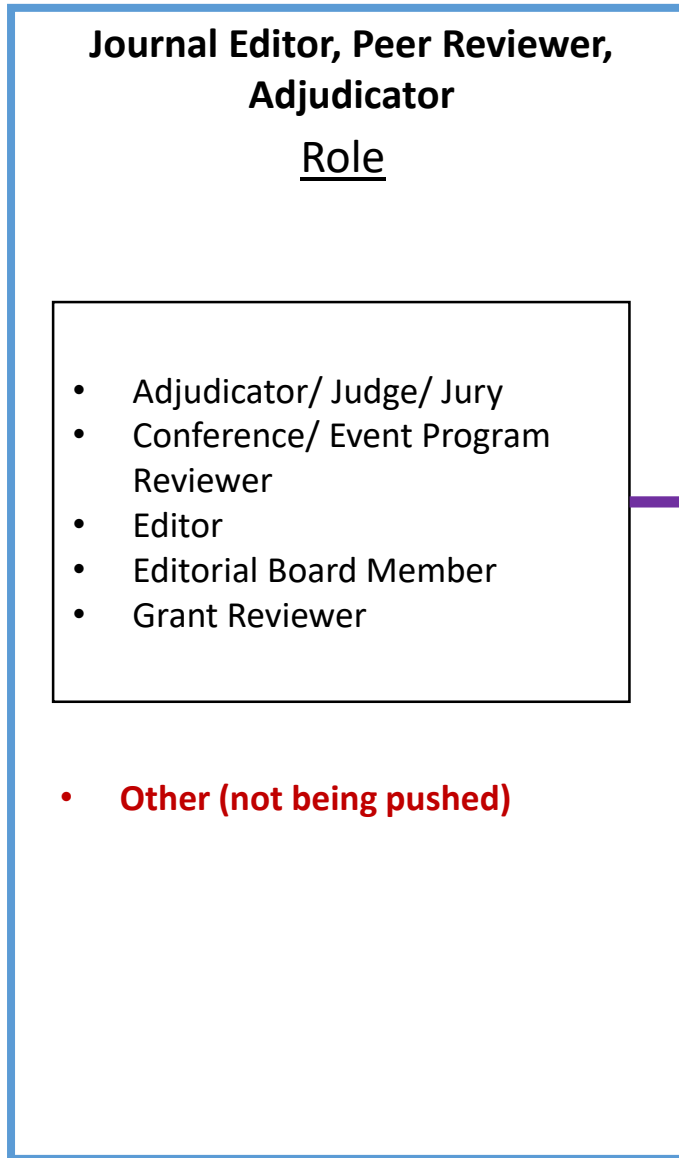 Journal Editor, Peer Reviewer,
Adjudicator
Role
• Adjudicator/ Judge/ Jury
• Conference/ Event Program
Reviewer
• Editor
• Editorial Board Member
• Grant Reviewer
• Other (not being pushed)